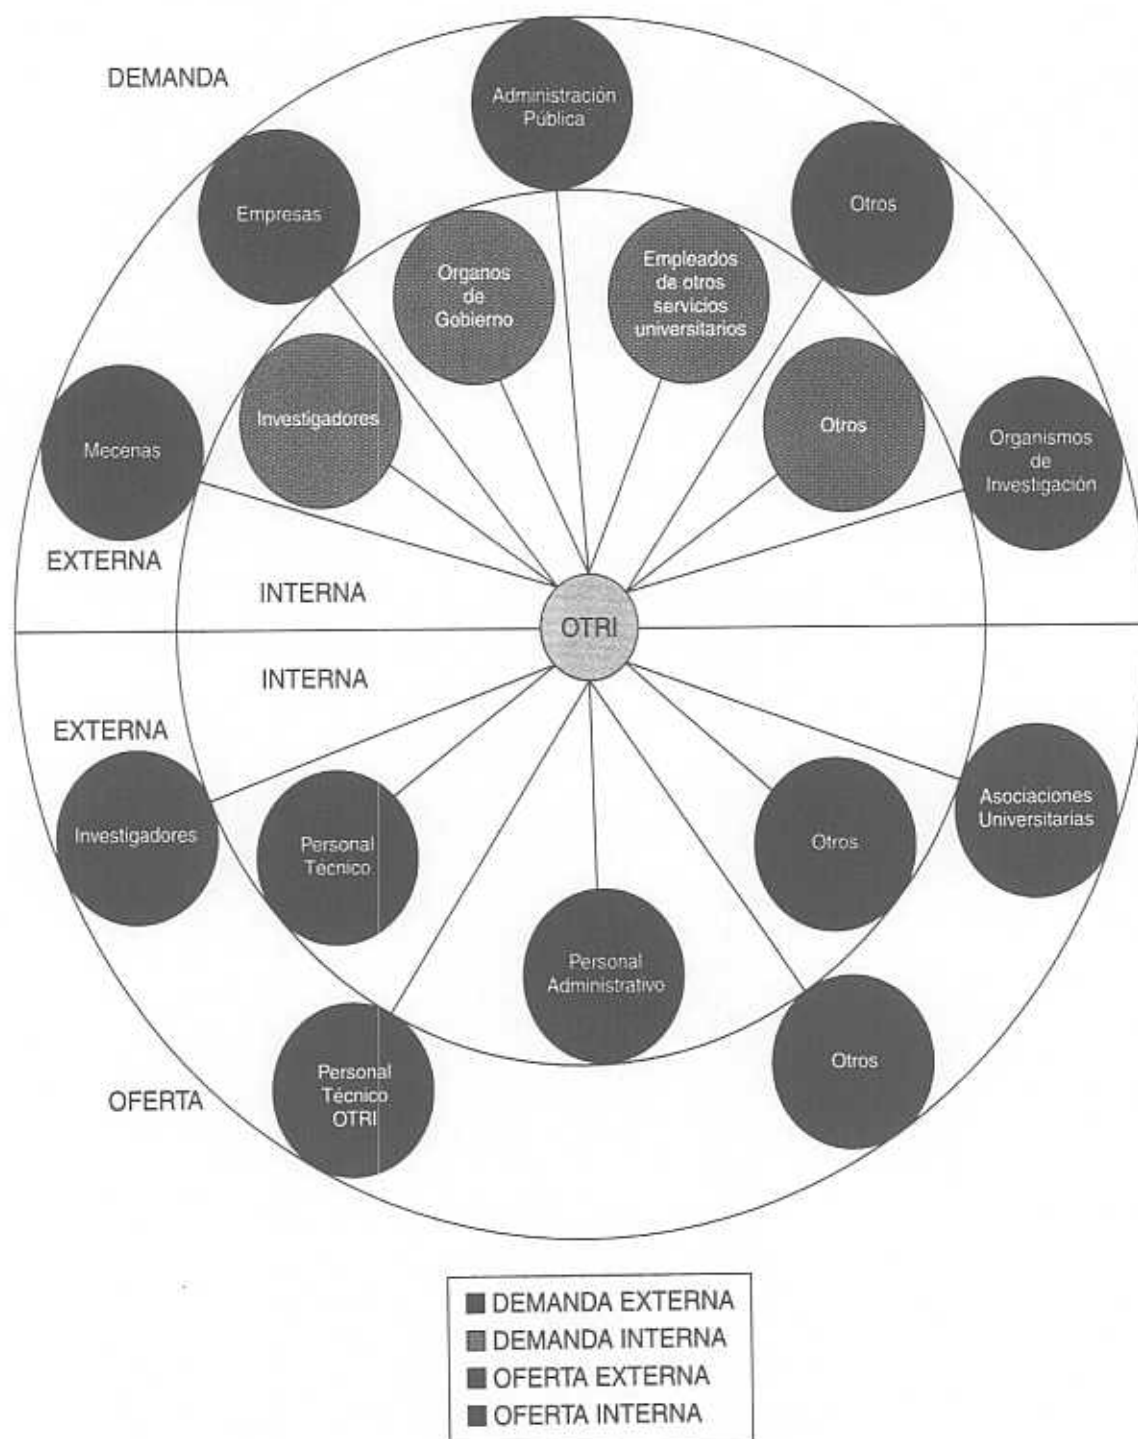 DEMANDA
Administración
Pública
Empresas
Otros
Organos
de
Gobierno
Empleados
de otros
servicios
universitarios
Investigadores
Otros
Mecenas
Organismos
de
Investigación
EXTERNA
INTERNA
OTRI
INTERNA
EXTERNA
Investigadores
Personal
Técnico
Otros
Asociaciones
Universitarias
Personal
Administrativo
Personal
Técnico
OTRI
Otros
OFERTA
DEMANDA EXTERNA
DEMANDA INTERNA
OFERTA EXTERNA
OFERTA INTERNA